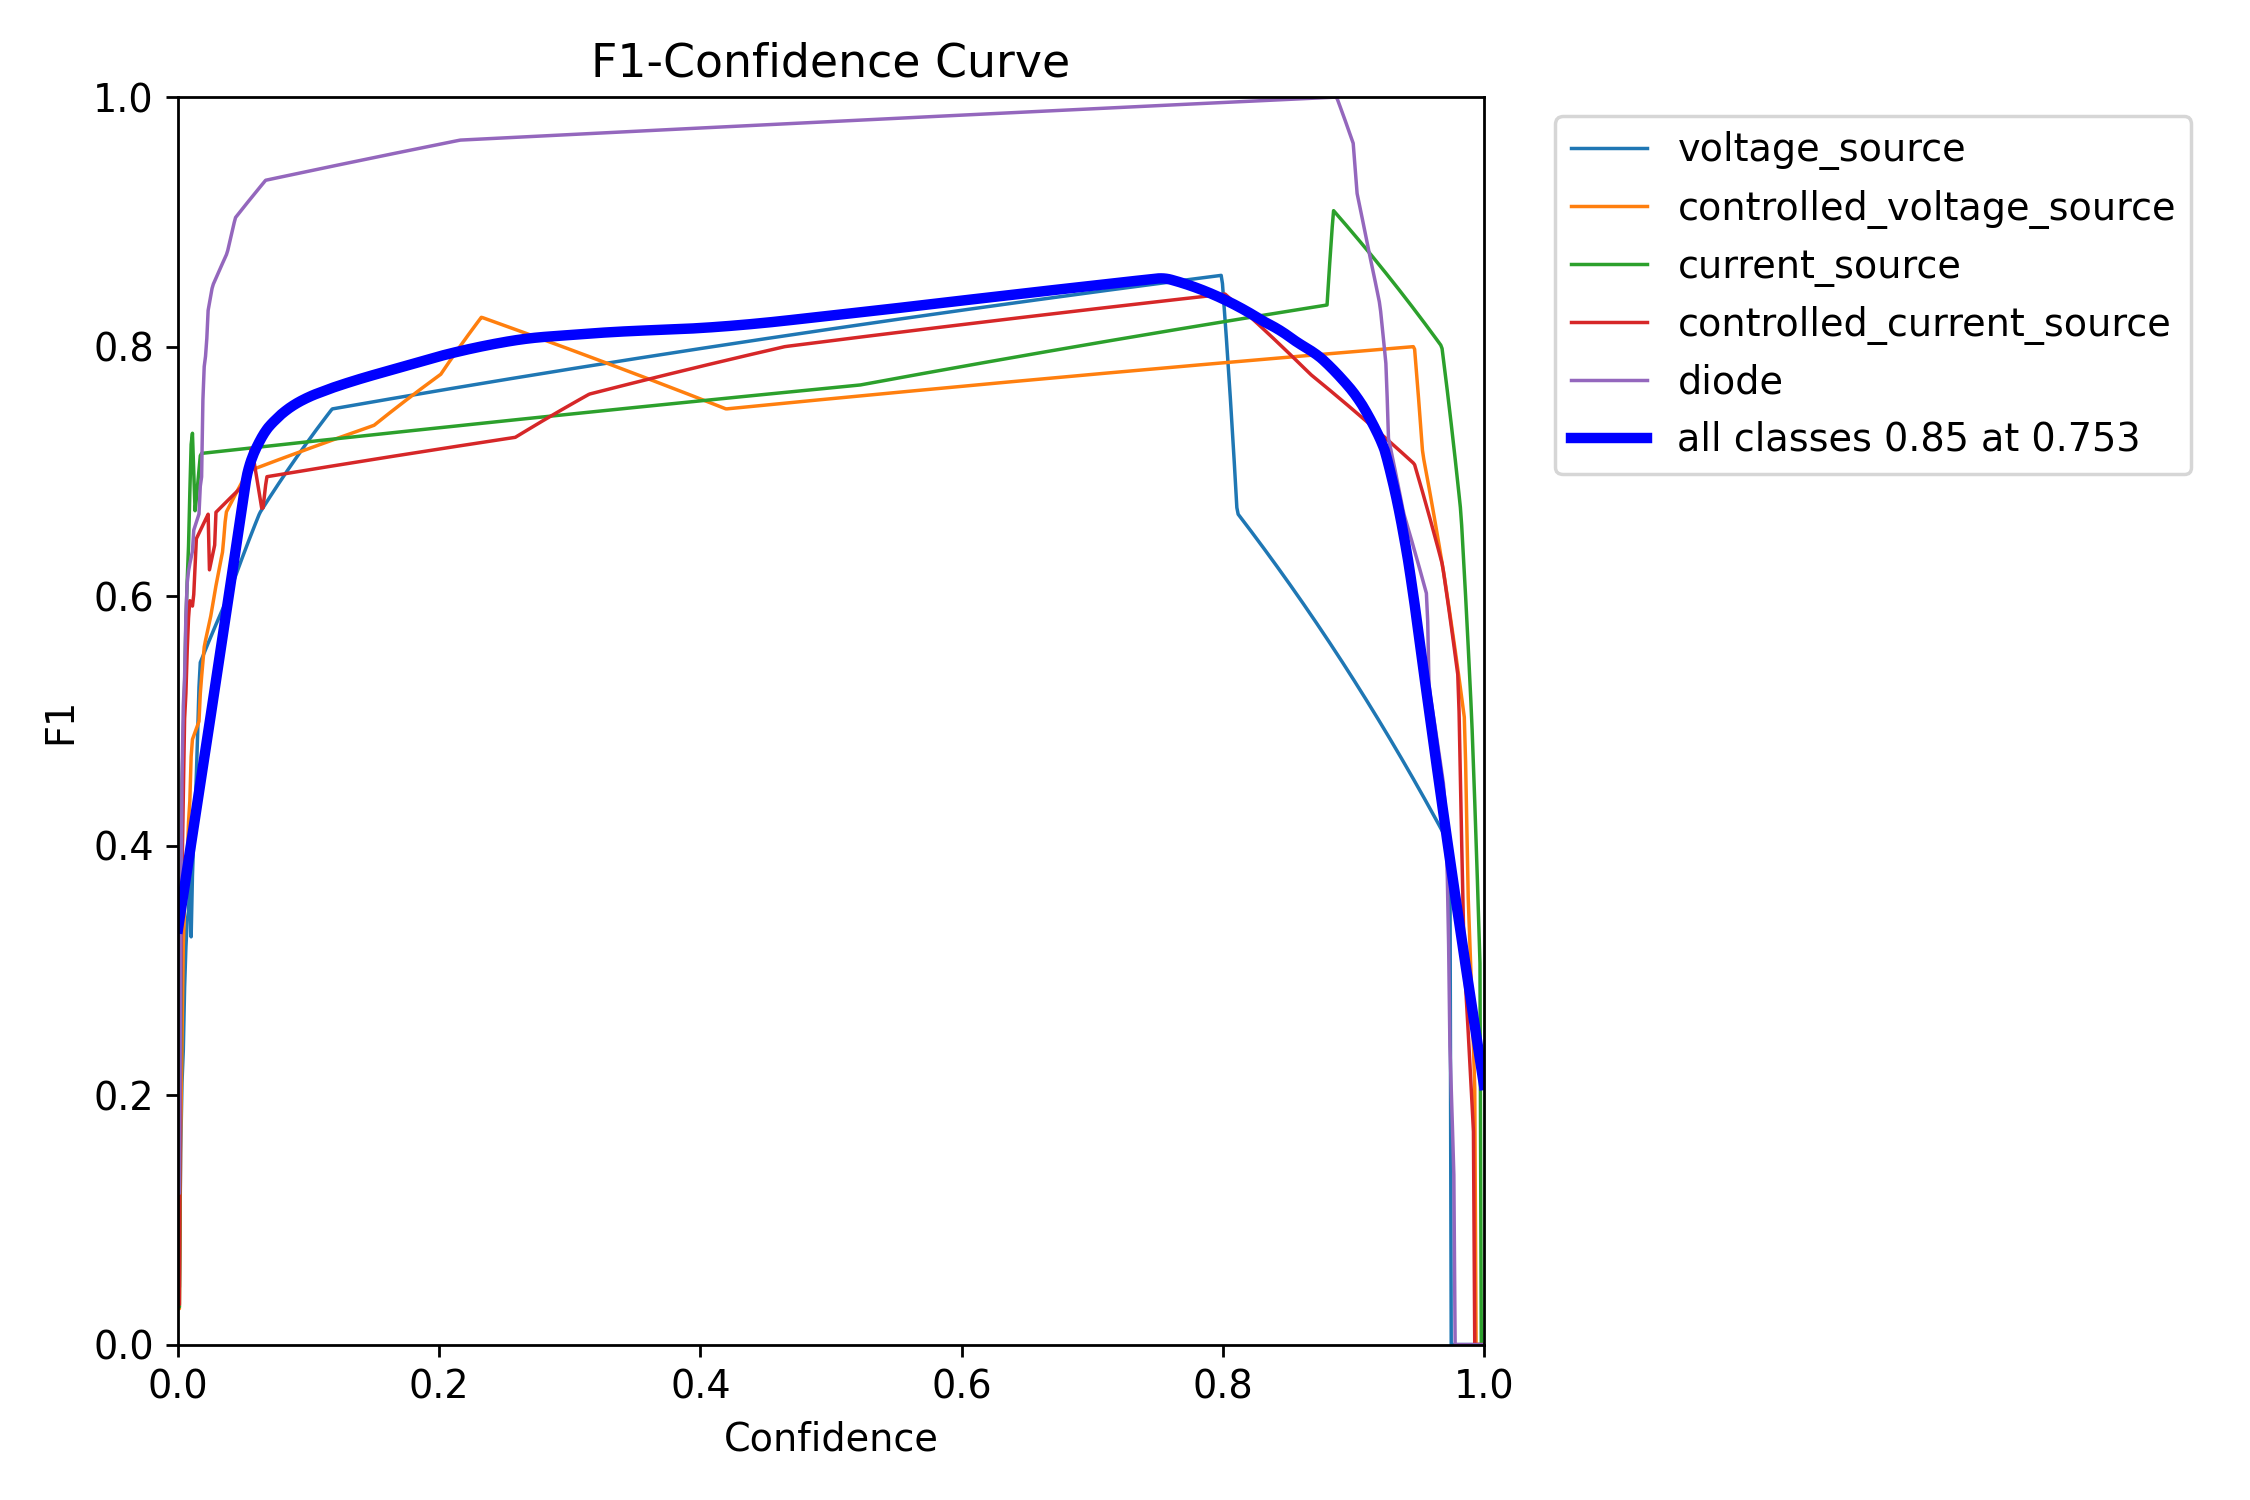 F1-Confidence Curve
1.0
0.8
0.6
0.4
0.2
0.0
F1
0.0 0.2 0.4 0.6 0.8 1.0
Confidence
voltage_source
controlled_voltage_source
current_source
controlled_current_source
diode
all classes 0.85 at 0.753